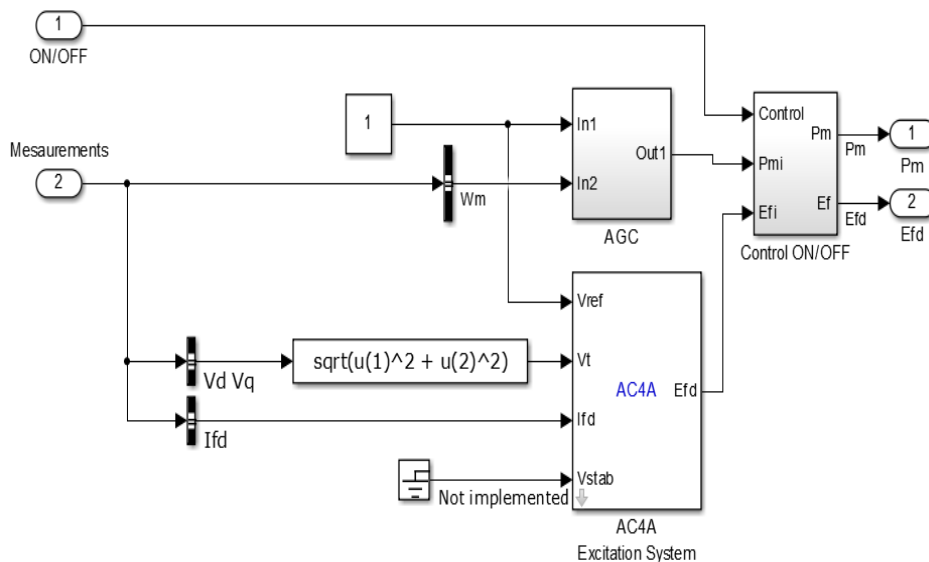 1
ON/OFF
Mesaurements
2
1
Wm
In1
In2
Out1
AGC
Control
Pmi
Efi
Pm
Ef
Control ON/OFF
Pm
Efd
1
Pm
2
Efd
Vd Vq
sqrt(u(1)^2 + u(2)^2)
Ifd
Not implemented
Vref
Vt
Ifd
Vstab
AC4A
Efd
AC4A
Excitation System